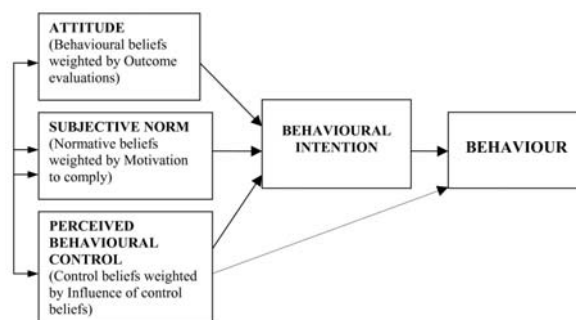 ATTITUDE
(Behavioural beliefs
weighted by Outcome
evaluations)
SUBJECTIVE NORM
(Normative beliefs
weighted by Motivation
to comply)
PERCEIVED
BEHAVIOURAL
CONTROL
(Control beliefs weighted
by Influence of control
beliefs)
BEHAVIOURAL
INTENTION
BEHAVIOUR